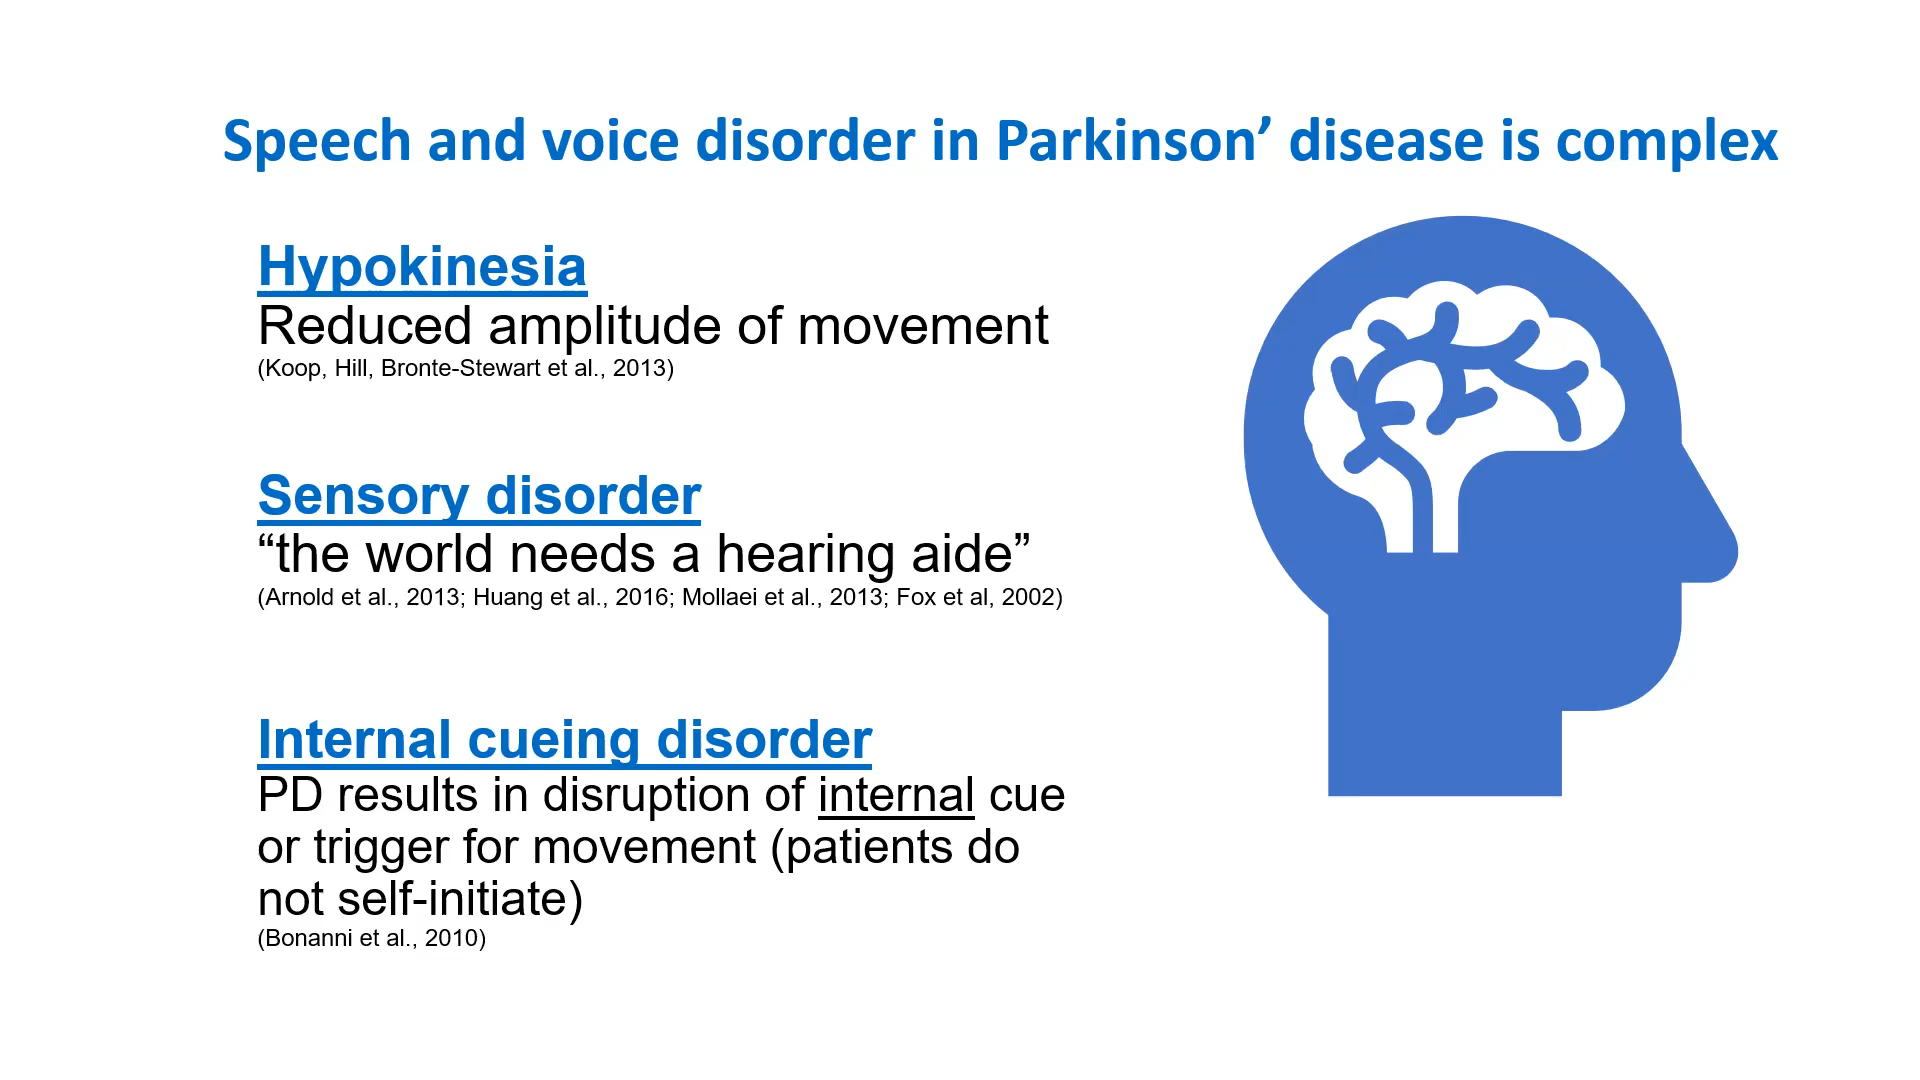 Speech and voice disorder in Parkinson’ disease is complex
Hypokinesia
Reduced amplitude of movement
(Koop, Hill, Bronte-Stewart et al., 2013)
Sensory disorder
“the world needs a hearing aide”
(Arnold et al., 2013; Huang et al., 2016; Mollaei et al., 2013; Fox et al, 2002)
Internal cueing disorder
PD results in disruption of internal cue
or trigger for movement (patients do
not self-initiate)
(Bonanni et al., 2010)